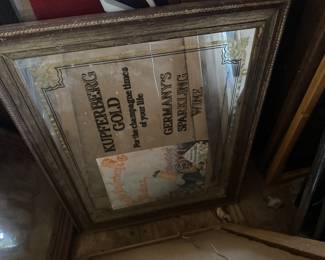 KUPFERBERG
GOLD
For the champagne times
of your life
GERMANY'S
SPARKLING
WINE